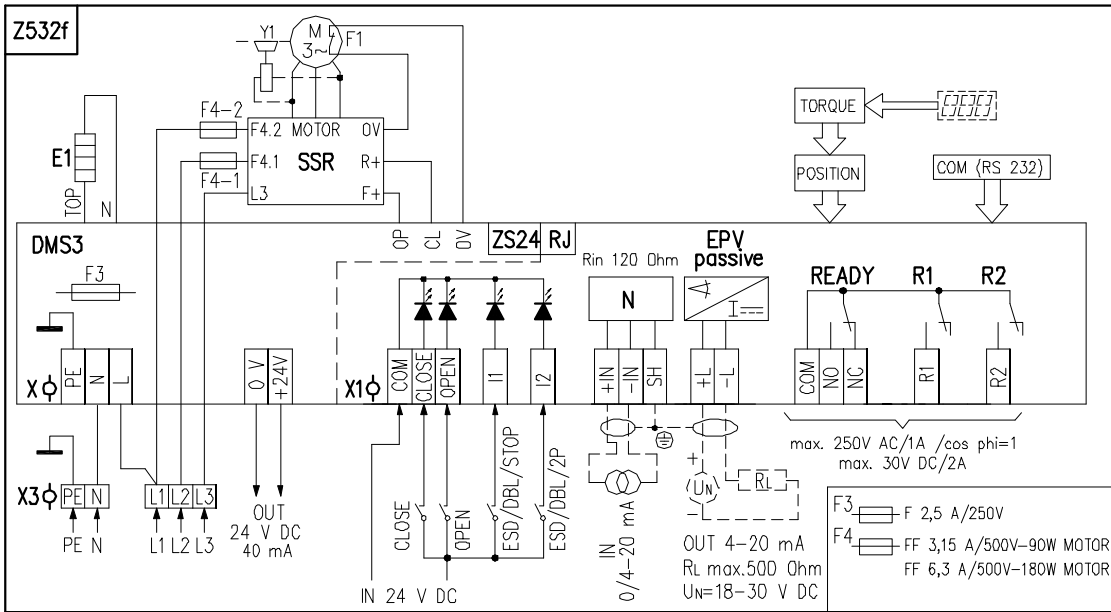 Z532f
Y1
M
3~
F1
F4-2
F4.2 MOTOR 0V
F4.1 SSR R+
F4-1
L3 F+
E1
TOP
N
TORQUE
POSITION
COM (RS 232)
DMS3
OP
CL
0V
ZS24 RJ
EPV
passive
Rin 120 Ohm
F3
N
READY R1 R2
X
PE
N
L
0 V
+24V
X1
COM
CLOSE
OPEN
I1
I2
+IN
-IN
SH
+L
-L
COM
NO
NC
R1
R2
max. 250V AC/1A /cos phi=1
max. 30V DC/2A
X3
PE N
L1 L2 L3
PE N
L1 L2 L3
OUT
24 V DC
40 mA
CLOSE
OPEN
ESD/DBL/STOP
ESD/DBL/2P
IN 24 V DC
IN
0/4-20 mA
+
UN
-
RL
OUT 4-20 mA
RL max.500 Ohm
UN=18-30 V DC
F3 F 2,5 A/250V
F4 FF 3,15 A/500V-90W MOTOR
FF 6,3 A/500V-180W MOTOR